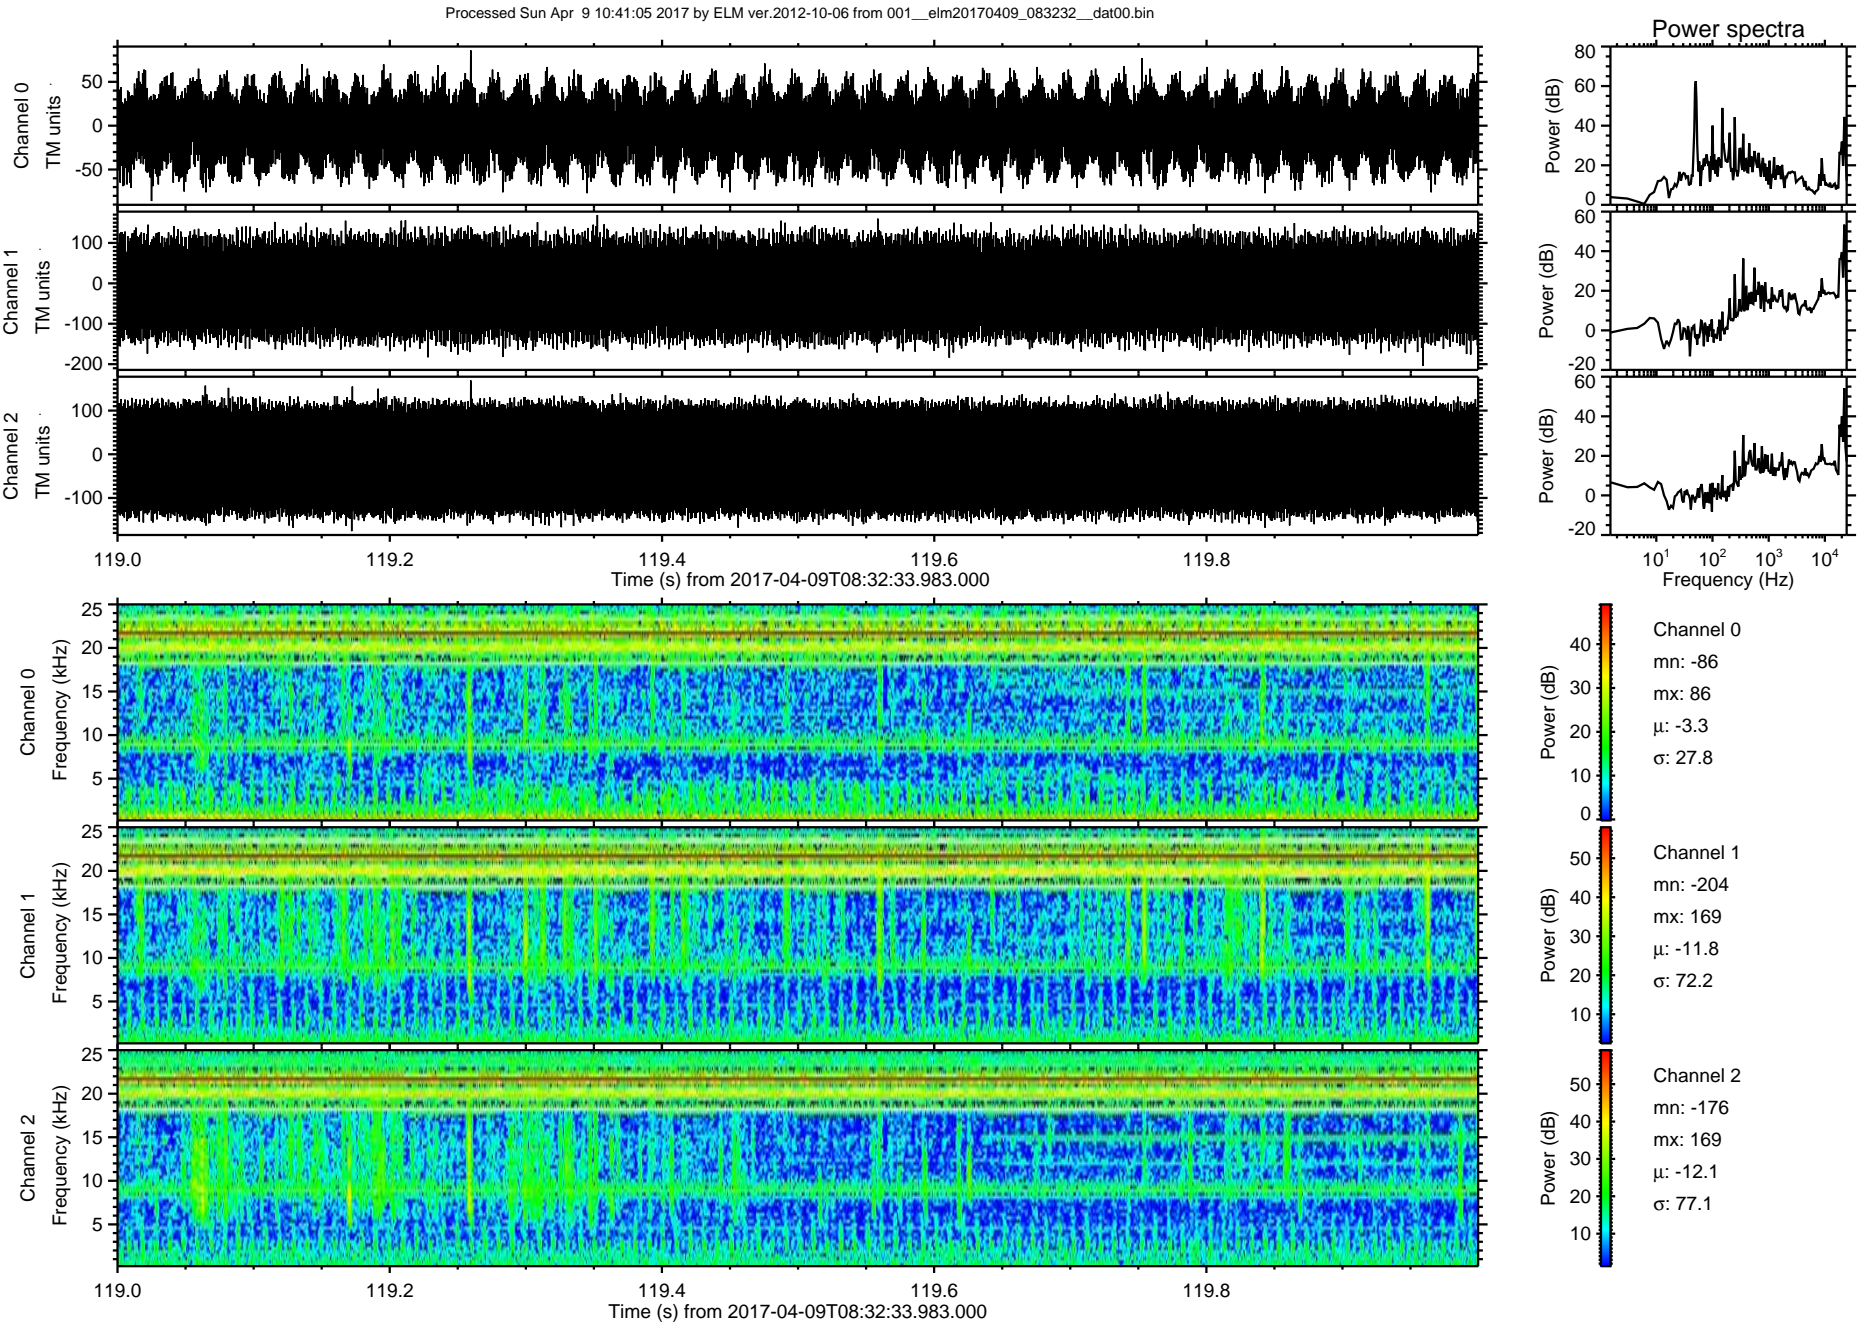 Processed Sun Apr  9 10:41:05 2017 by ELM ver.2012-10-06 from 001__elm20170409_083232__dat00.bin
Power spectra
Channel 0
TM units
50
0
-50
Power (dB)
80
60
40
20
0
Channel 1
TM units
100
0
-100
-200
Power (dB)
60
40
20
0
-20
Channel 2
TM units
100
0
-100
Power (dB)
60
40
20
0
-20
119.0 119.2 119.4 119.6 119.8
Time (s) from 2017-04-09T08:32:33.983.000
10¹ 10² 10³ 10⁴
Frequency (Hz)
Channel 0
Frequency (kHz)
25
20
15
10
5
Power (dB)
40
30
20
10
0
Channel 0
mn: -86
mx: 86
μ: -3.3
σ: 27.8
Channel 1
Frequency (kHz)
25
20
15
10
5
Power (dB)
50
40
30
20
10
Channel 1
mn: -204
mx: 169
μ: -11.8
σ: 72.2
Channel 2
Frequency (kHz)
25
20
15
10
5
Power (dB)
50
40
30
20
10
Channel 2
mn: -176
mx: 169
μ: -12.1
σ: 77.1
119.0 119.2 119.4 119.6 119.8
Time (s) from 2017-04-09T08:32:33.983.000